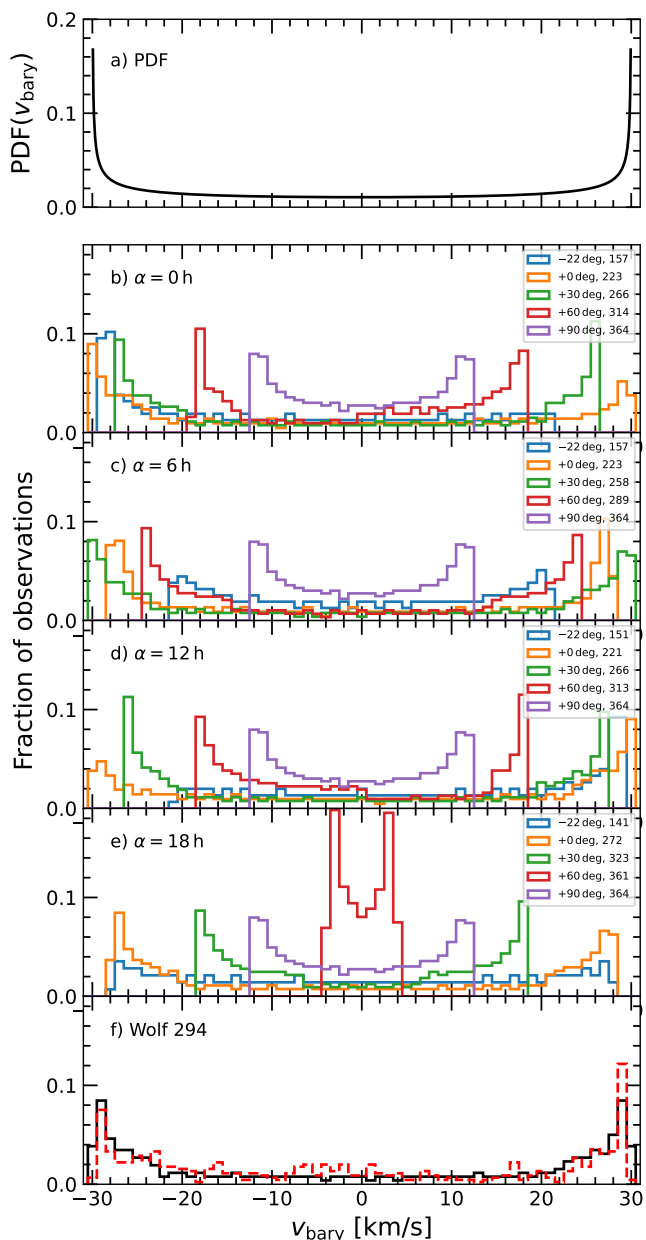 0.2
a) PDF
0.1
0.0
PDF(v_bary)
b) α = 0 h
−22 deg, 157
+0 deg, 223
+30 deg, 266
+60 deg, 314
+90 deg, 364
0.1
0.0
c) α = 6 h
−22 deg, 157
+0 deg, 223
+30 deg, 258
+60 deg, 289
+90 deg, 364
0.1
0.0
Fraction of observations
d) α = 12 h
−22 deg, 151
+0 deg, 221
+30 deg, 266
+60 deg, 313
+90 deg, 364
0.1
0.0
e) α = 18 h
−22 deg, 141
+0 deg, 272
+30 deg, 323
+60 deg, 361
+90 deg, 364
0.1
0.0
f) Wolf 294
0.1
0.0
−30 −20 −10 0 10 20 30
v_bary [km/s]